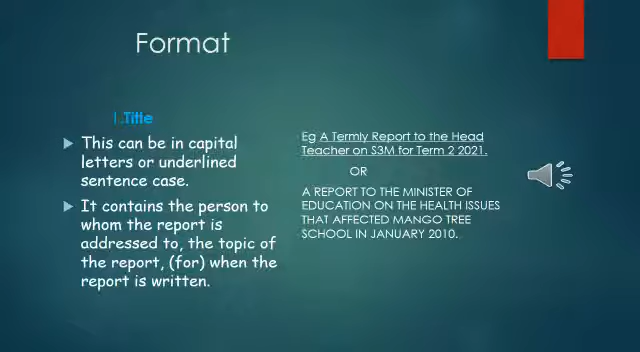 Format
1.Title
This can be in capital
letters or underlined
sentence case.
It contains the person to
whom the report is
addressed to, the topic of
the report, (for) when the
report is written.
Eg A Termly Report to the Head
Teacher on S3M for Term 2 2021.
OR
A REPORT TO THE MINISTER OF
EDUCATION ON THE HEALTH ISSUES
THAT AFFECTED MANGO TREE
SCHOOL IN JANUARY 2010.